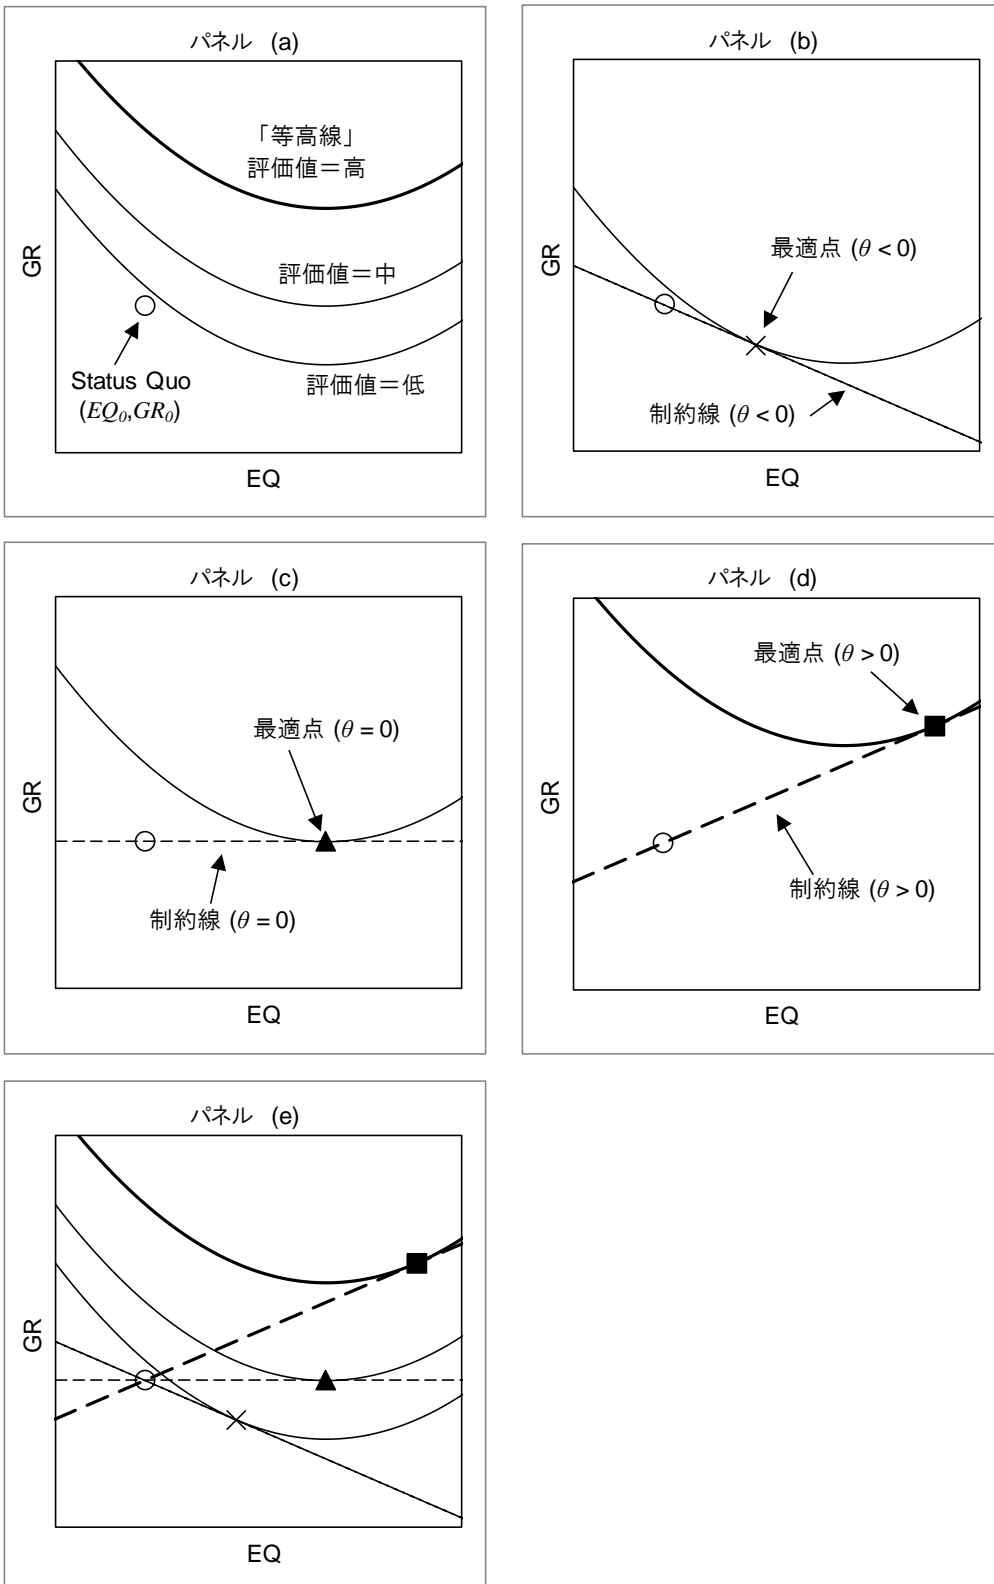 パネル (a)
「等高線」
評価値＝高
評価値＝中
評価値＝低
Status Quo
(EQ₀,GR₀)
GR
EQ
パネル (b)
最適点 (θ < 0)
制約線 (θ < 0)
GR
EQ
パネル (c)
最適点 (θ = 0)
制約線 (θ = 0)
GR
EQ
パネル (d)
最適点 (θ > 0)
制約線 (θ > 0)
GR
EQ
パネル (e)
GR
EQ